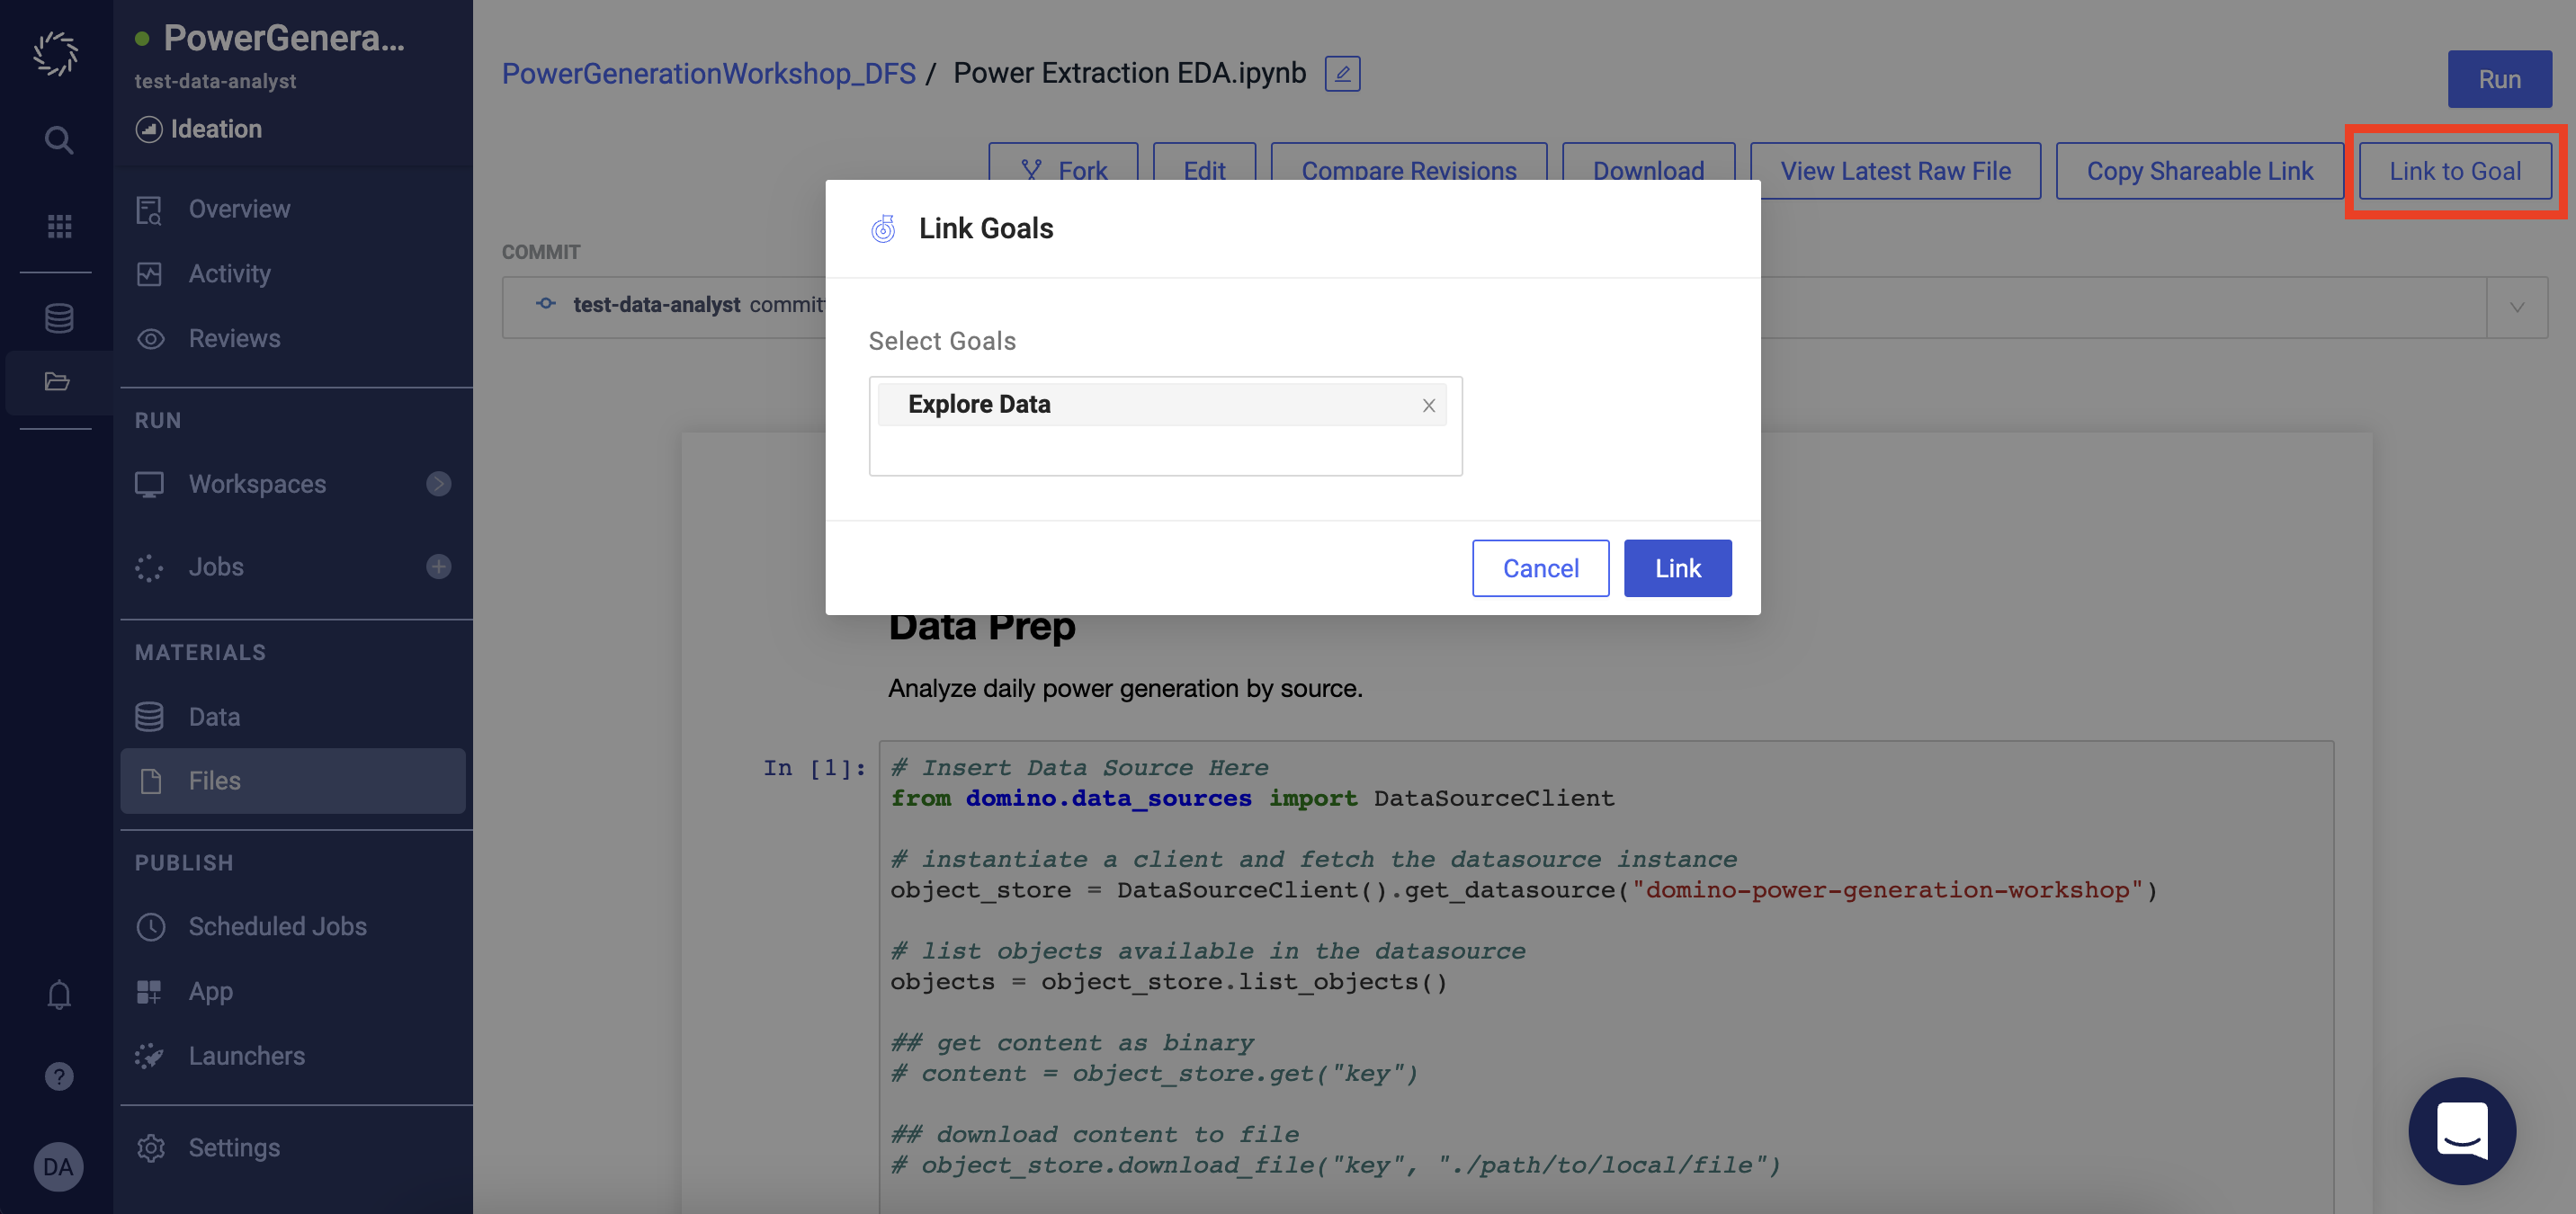 PowerGenera...
test-data-analyst
Ideation
Overview
Activity
Reviews
RUN
Workspaces
Jobs
MATERIALS
Data
Files
PUBLISH
Scheduled Jobs
App
Launchers
Settings
?
DA
PowerGenerationWorkshop_DFS / Power Extraction EDA.ipynb
Run
Fork
Edit
Compare Revisions
Download
View Latest Raw File
Copy Shareable Link
Link to Goal
COMMIT
test-data-analyst commit
Link Goals
Select Goals
Explore Data
Cancel
Link
Data Prep
Analyze daily power generation by source.
In [1]:
# Insert Data Source Here
from domino.data_sources import DataSourceClient
# instantiate a client and fetch the datasource instance
object_store = DataSourceClient().get_datasource("domino-power-generation-workshop")
# list objects available in the datasource
objects = object_store.list_objects()
## get content as binary
# content = object_store.get("key")
## download content to file
# object_store.download_file("key", "./path/to/local/file")